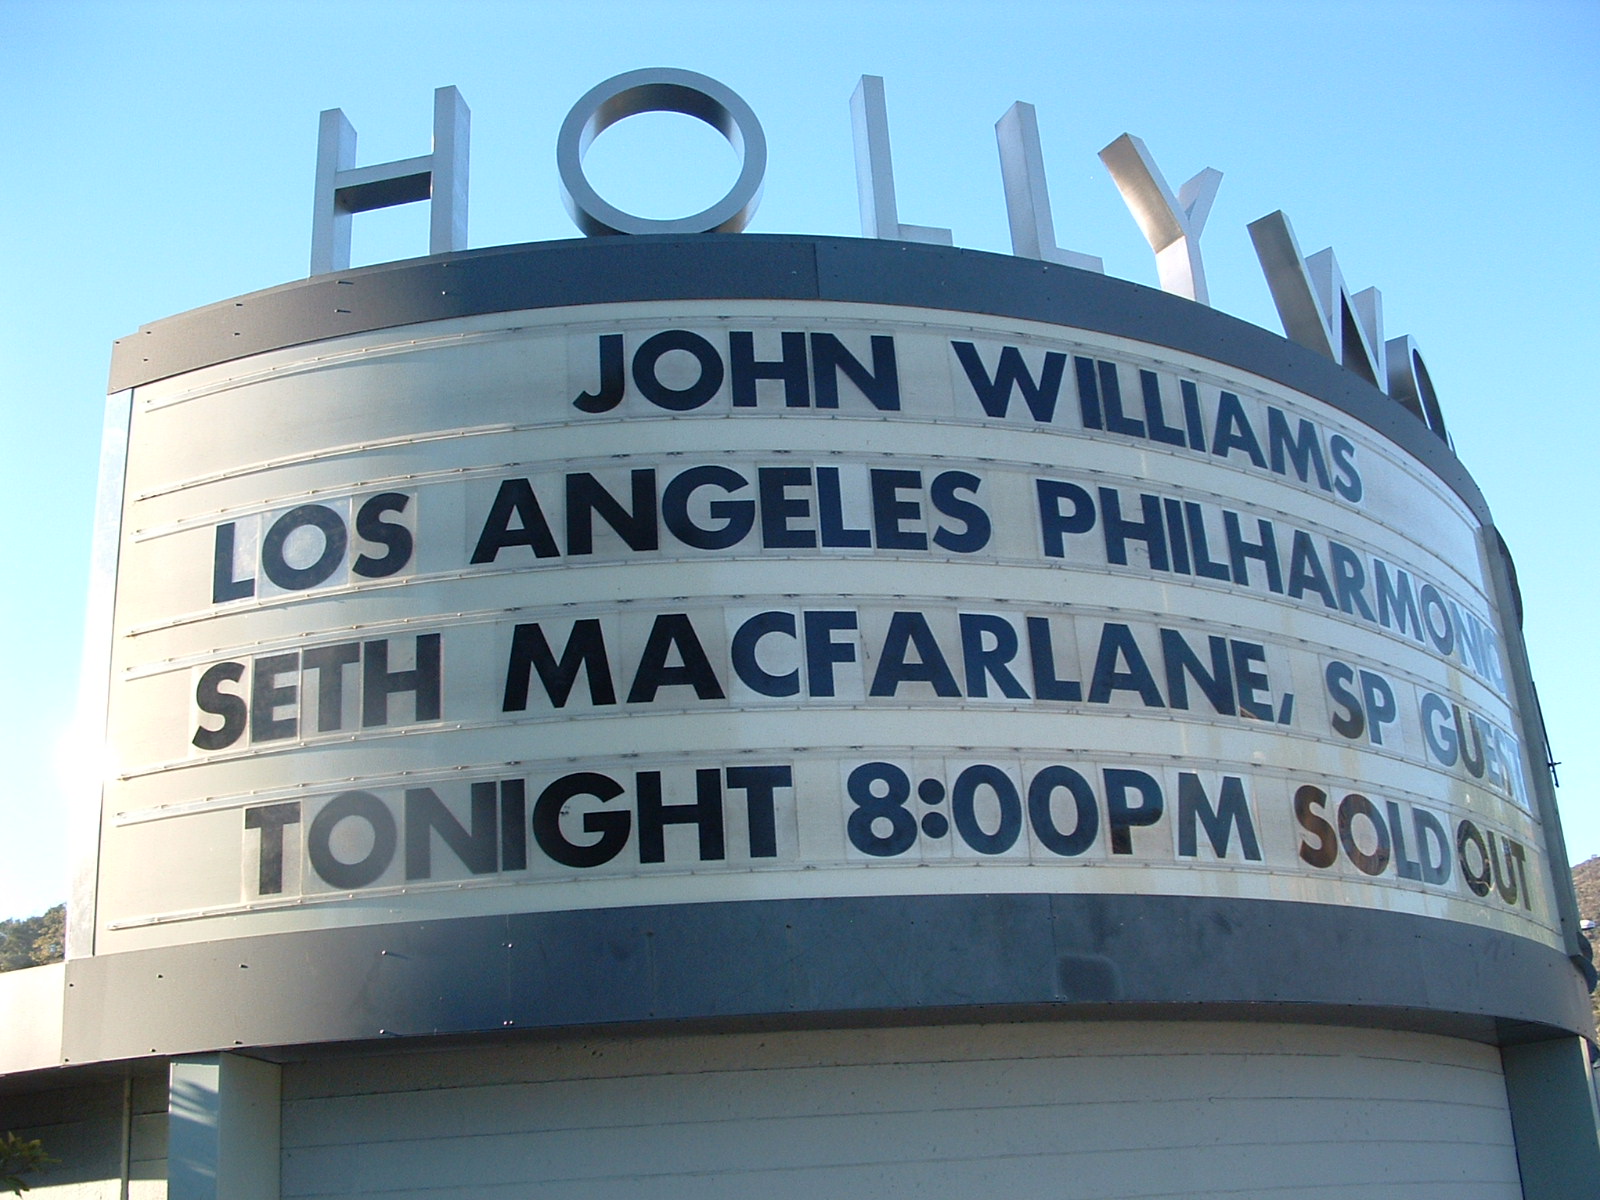 HOLLYWO
JOHN WILLIAMS
LOS ANGELES PHILHARMONIC
SETH MACFARLANE, SP GUEST
TONIGHT 8:00PM SOLD OUT